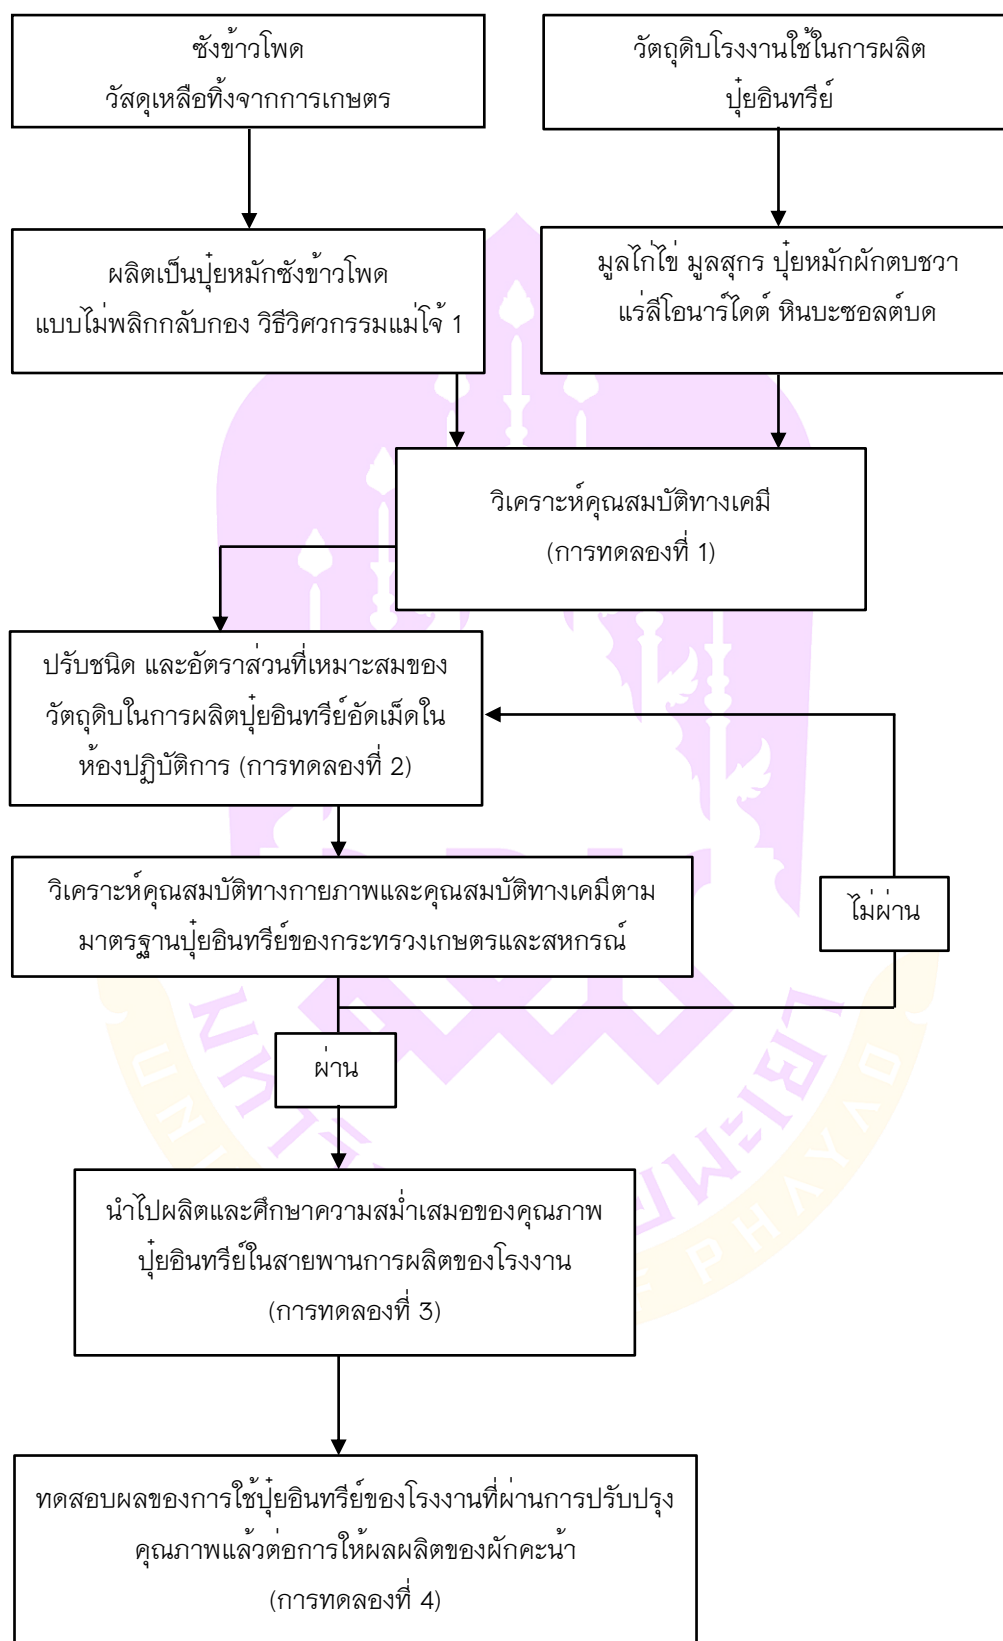 ซังข้าวโพด
วัสดุเหลือทิ้งจากการเกษตร
วัตถุดิบโรงงานใช้ในการผลิต
ปุ๋ยอินทรีย์
ผลิตเป็นปุ๋ยหมักซังข้าวโพด
แบบไม่พลิกกลับกอง วิธีวิศวกรรมแม่โจ้ 1
มูลไก่ไข่ มูลสุกร ปุ๋ยหมักผักตบชวา
แร่ลีโอนาร์ไดต์ หินบะซอลต์บด
วิเคราะห์คุณสมบัติทางเคมี
(การทดลองที่ 1)
ปรับชนิด และอัตราส่วนที่เหมาะสมของ
วัตถุดิบในการผลิตปุ๋ยอินทรีย์อัดเม็ดใน
ห้องปฏิบัติการ (การทดลองที่ 2)
วิเคราะห์คุณสมบัติทางกายภาพและคุณสมบัติทางเคมีตาม
มาตรฐานปุ๋ยอินทรีย์ของกระทรวงเกษตรและสหกรณ์
ไม่ผ่าน
ผ่าน
นำไปผลิตและศึกษาความสม่ำเสมอของคุณภาพ
ปุ๋ยอินทรีย์ในสายพานการผลิตของโรงงาน
(การทดลองที่ 3)
ทดสอบผลของการใช้ปุ๋ยอินทรีย์ของโรงงานที่ผ่านการปรับปรุง
คุณภาพแล้วต่อการให้ผลผลิตของผักคะน้า
(การทดลองที่ 4)